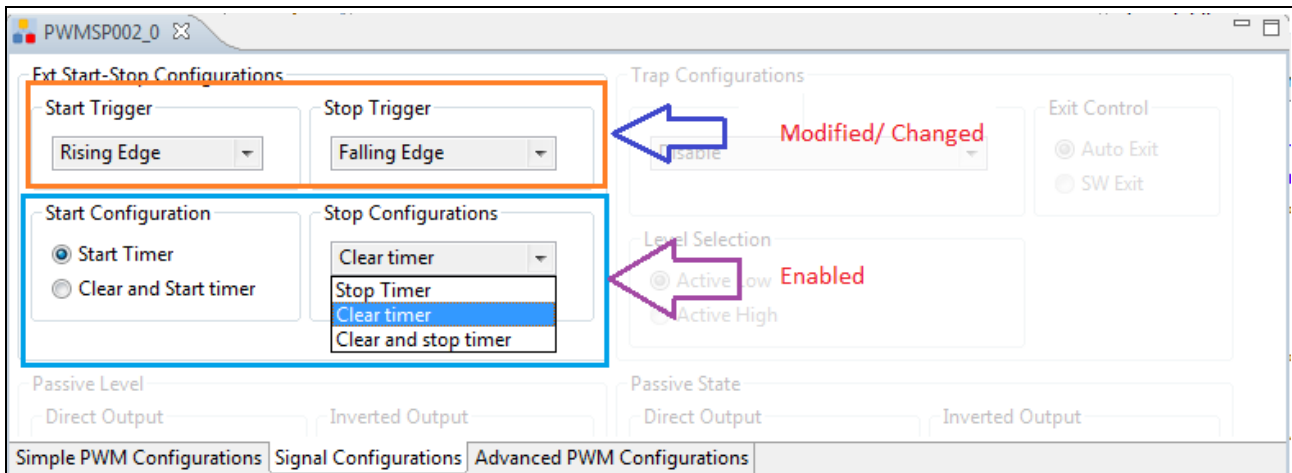 PWMSP002_0
Ext Start-Stop Configurations
Trap Configurations
Start Trigger
Stop Trigger
Exit Control
Rising Edge
Falling Edge
Modified/ Changed
Disable
Auto Exit
SW Exit
Start Configuration
Stop Configurations
Level Selection
Start Timer
Clear timer
Active Low
Enabled
Clear and Start timer
Stop Timer
Clear timer
Active High
Clear and stop timer
Passive Level
Passive State
Direct Output
Inverted Output
Direct Output
Inverted Output
Simple PWM Configurations
Signal Configurations
Advanced PWM Configurations